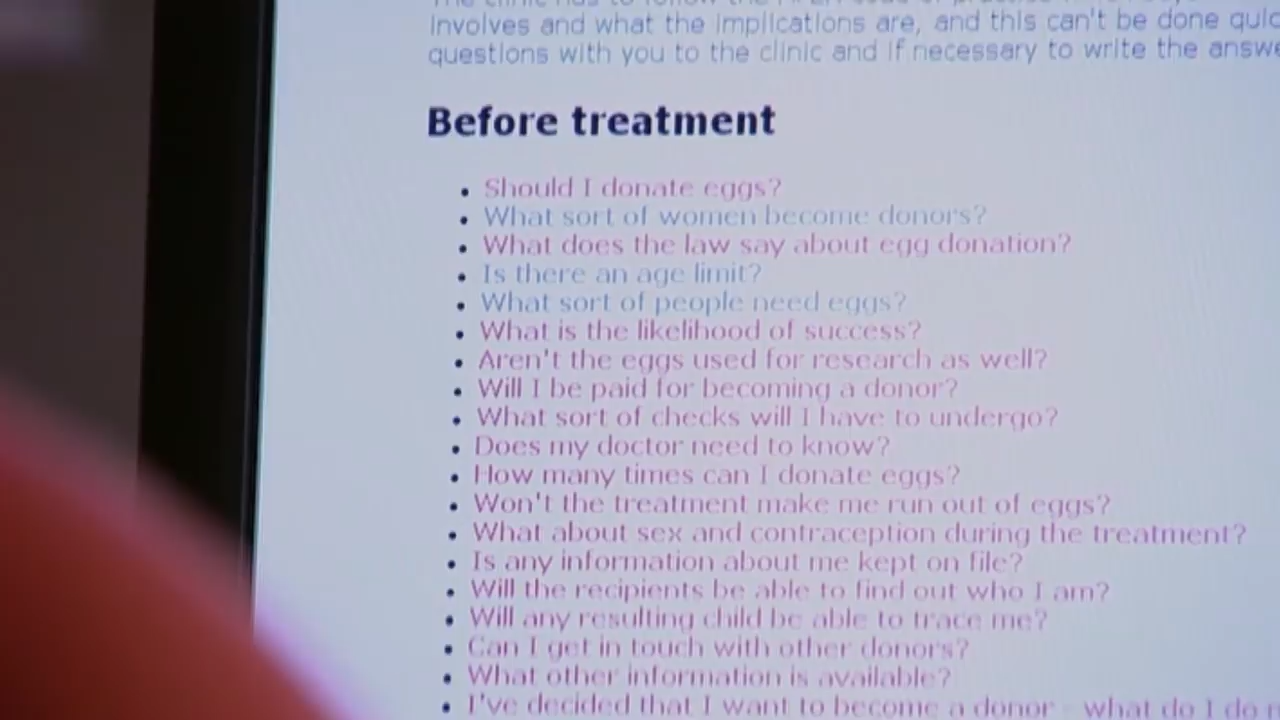 involves and what the implications are, and this can't be done
questions with you to the clinic and if necessary to write the
Before treatment
• Should I donate eggs?
• What sort of women become donors?
• What does the law say about egg donation?
• Is there an age limit?
• What sort of people need eggs?
• What is the likelihood of success?
• Aren't the eggs used for research as well?
• Will I be paid for becoming a donor?
• What sort of checks will I have to undergo?
• Does my doctor need to know?
• How many times can I donate eggs?
• Won't the treatment make me run out of eggs?
• What about sex and contraception during the treatment?
• Is any information about me kept on file?
• Will the recipients be able to find out who I am?
• Will any resulting child be able to trace me?
• Can I get in touch with other donors?
• What other information is available?
• I've decided that I want to become a donor - what do I do